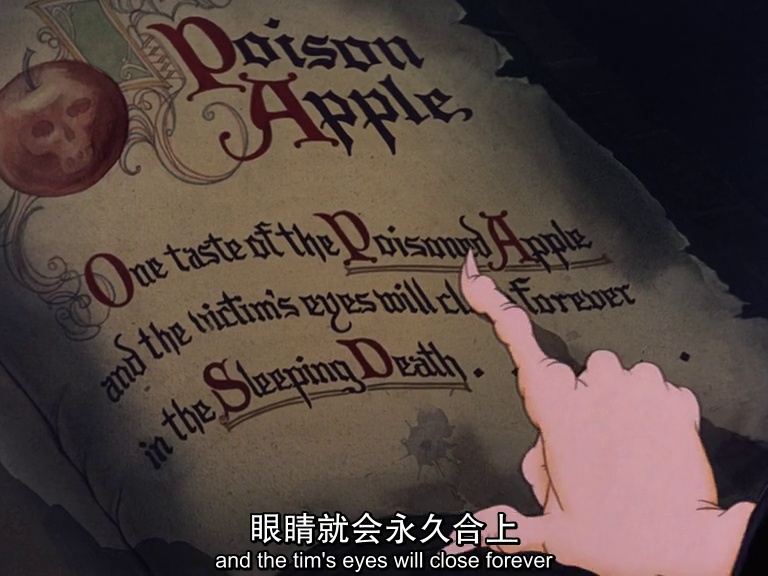 Poison
Apple
One taste of the Poisoned Apple
and the victim's eyes will cl forever
in the Sleeping Death.
眼睛就会永久合上
and the tim's eyes will close forever